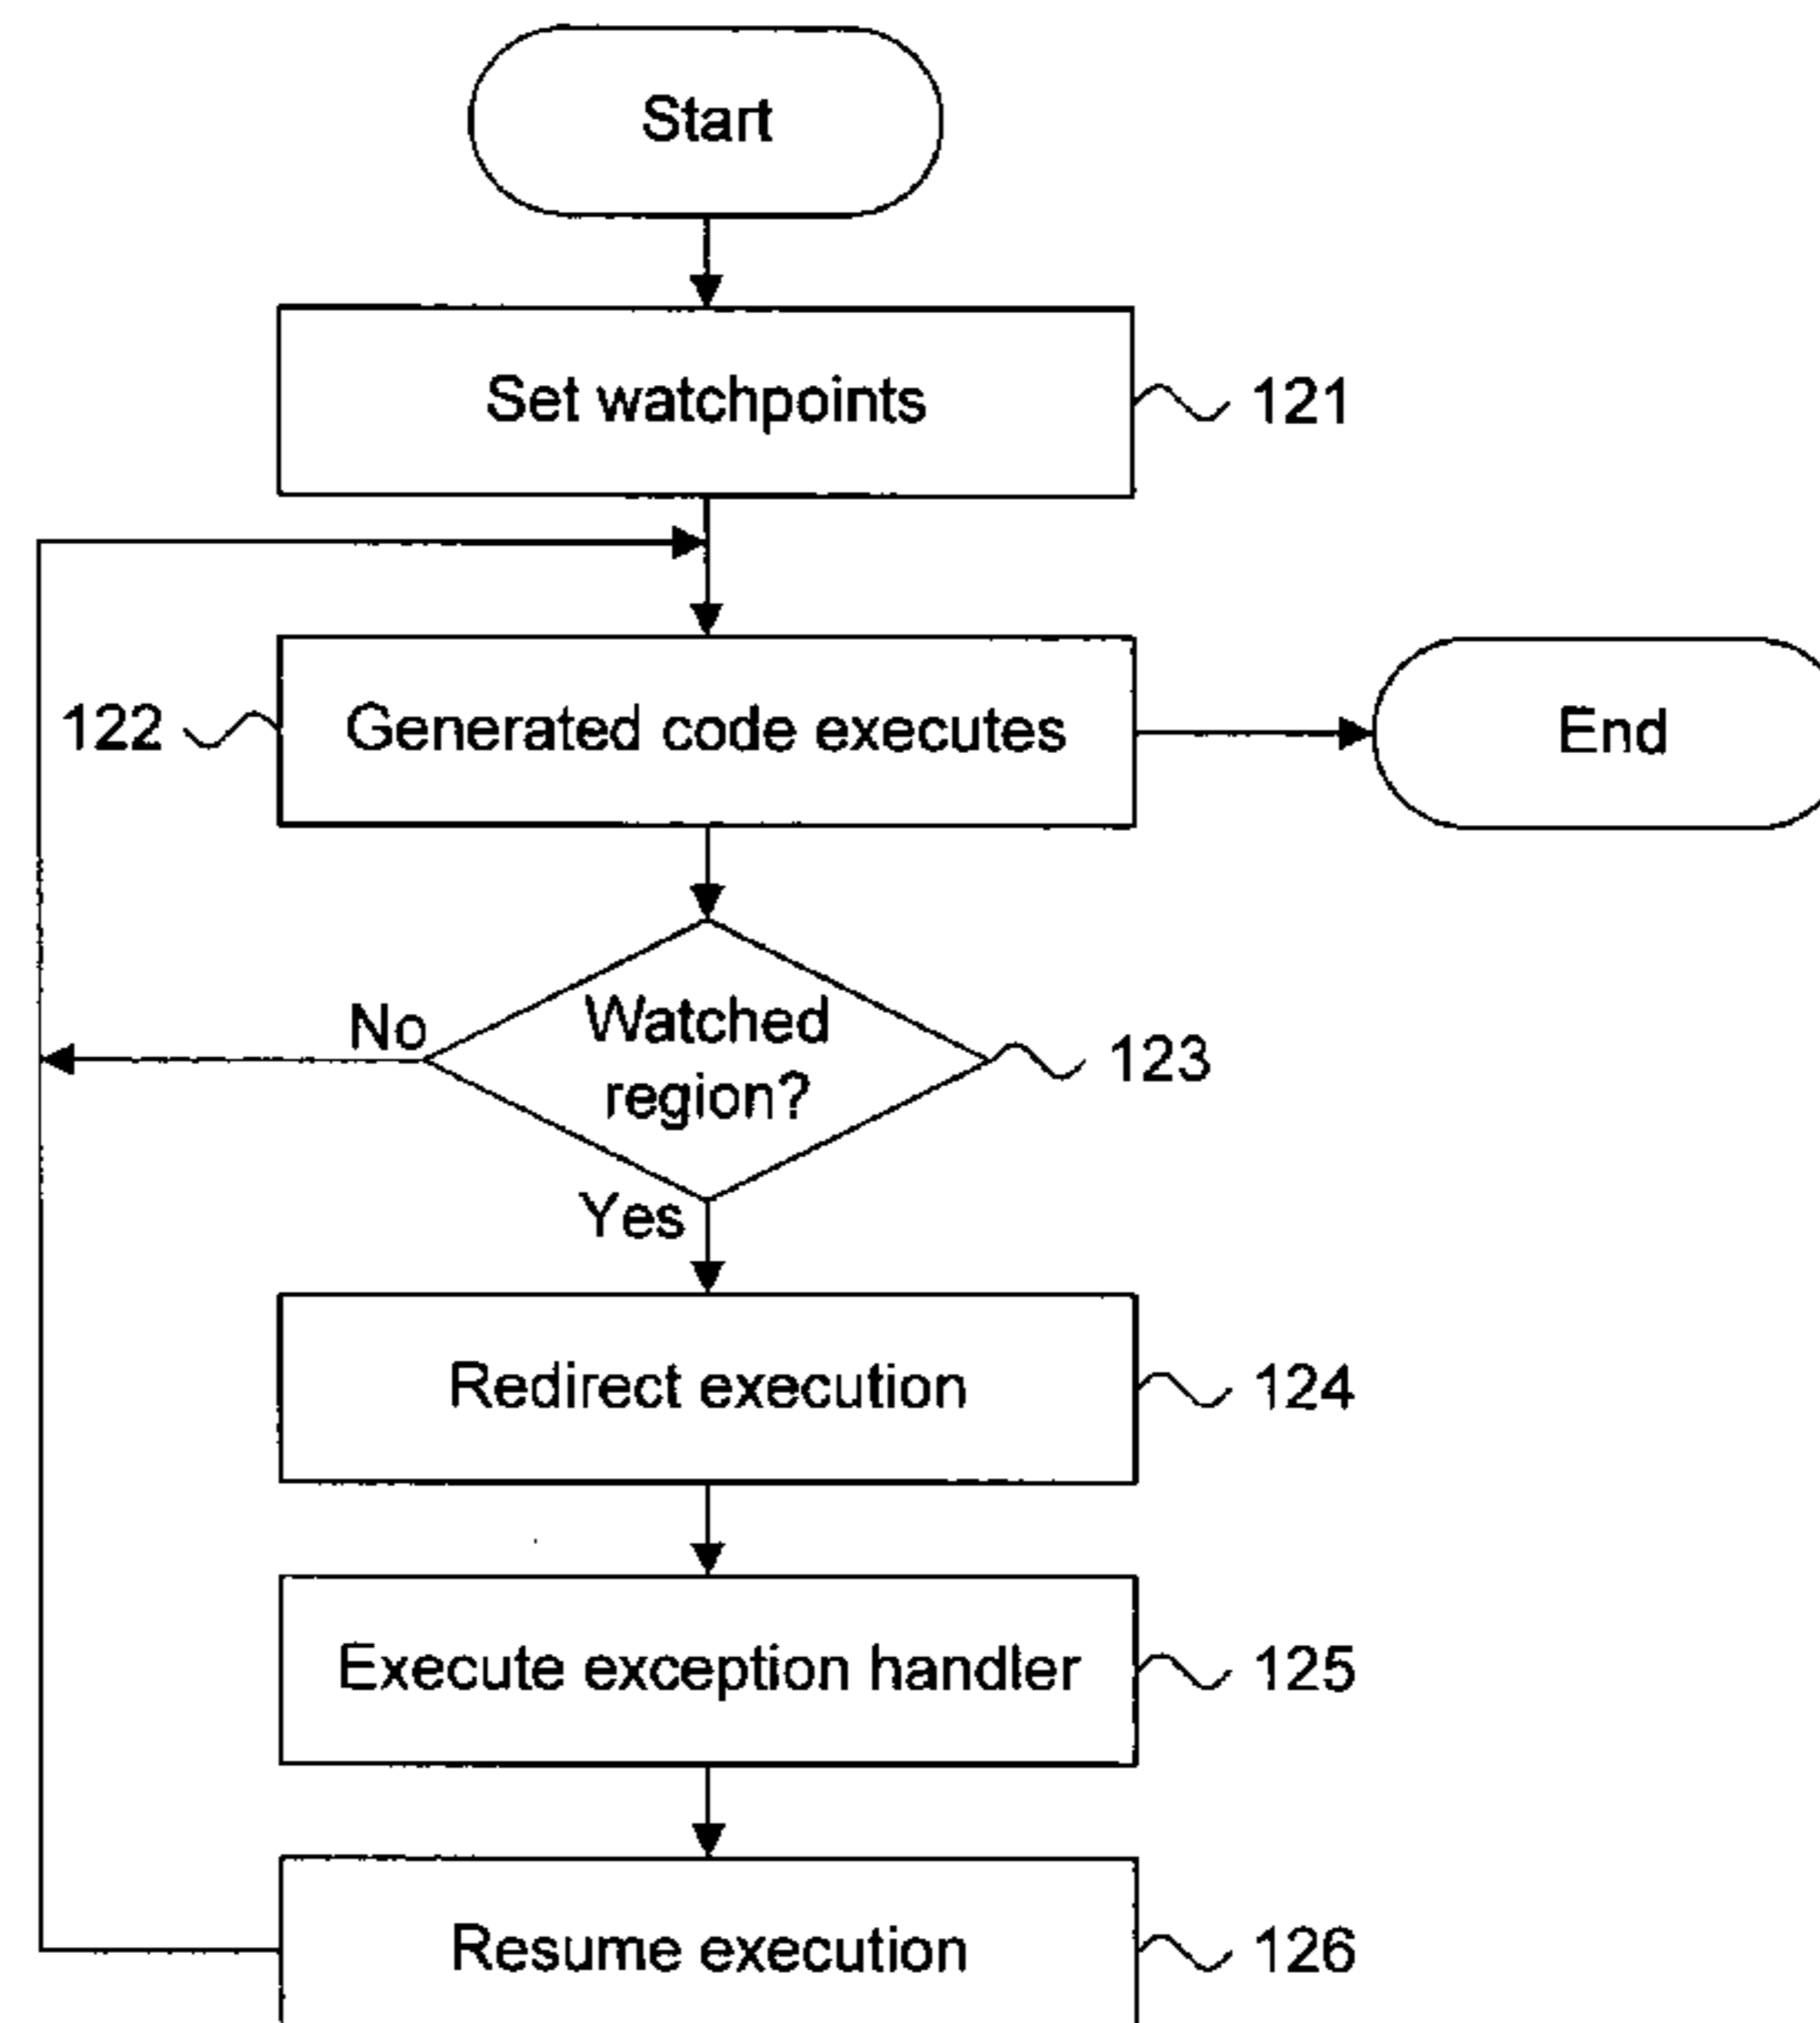 Start
Set watchpoints
121
122
Generated code executes
End
No
Watched
region?
123
Yes
Redirect execution
124
Execute exception handler
125
Resume execution
126